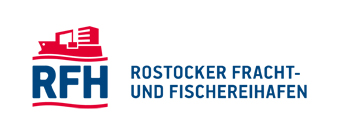 RFH
ROSTOCKER FRACHT-
UND FISCHEREIHAFEN